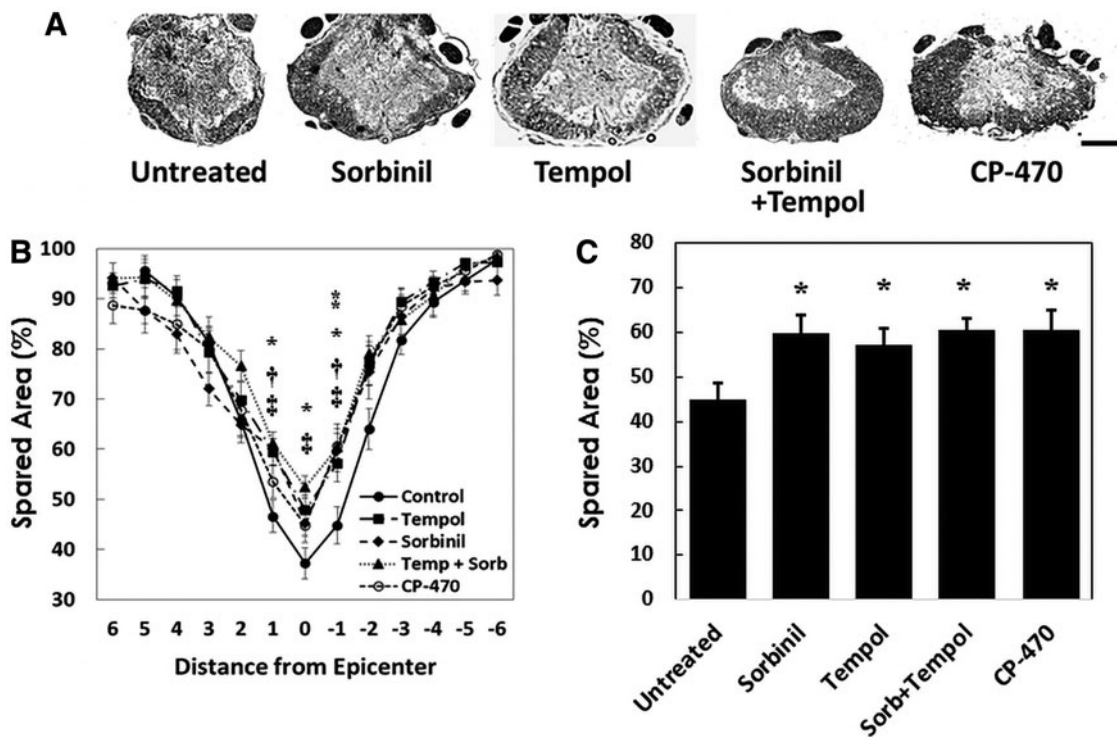 A
Untreated
Sorbinil
Tempol
Sorbinil
+Tempol
CP-470
B
Spared Area (%)
100
90
80
70
60
50
40
30
*
†
‡
*
‡
**
*
†
‡
Control
Tempol
Sorbinil
Temp + Sorb
CP-470
6 5 4 3 2 1 0 -1 -2 -3 -4 -5 -6
Distance from Epicenter
C
Spared Area (%)
80
70
60
50
40
30
20
10
0
* * * *
Untreated
Sorbinil
Tempol
Sorb+Tempol
CP-470